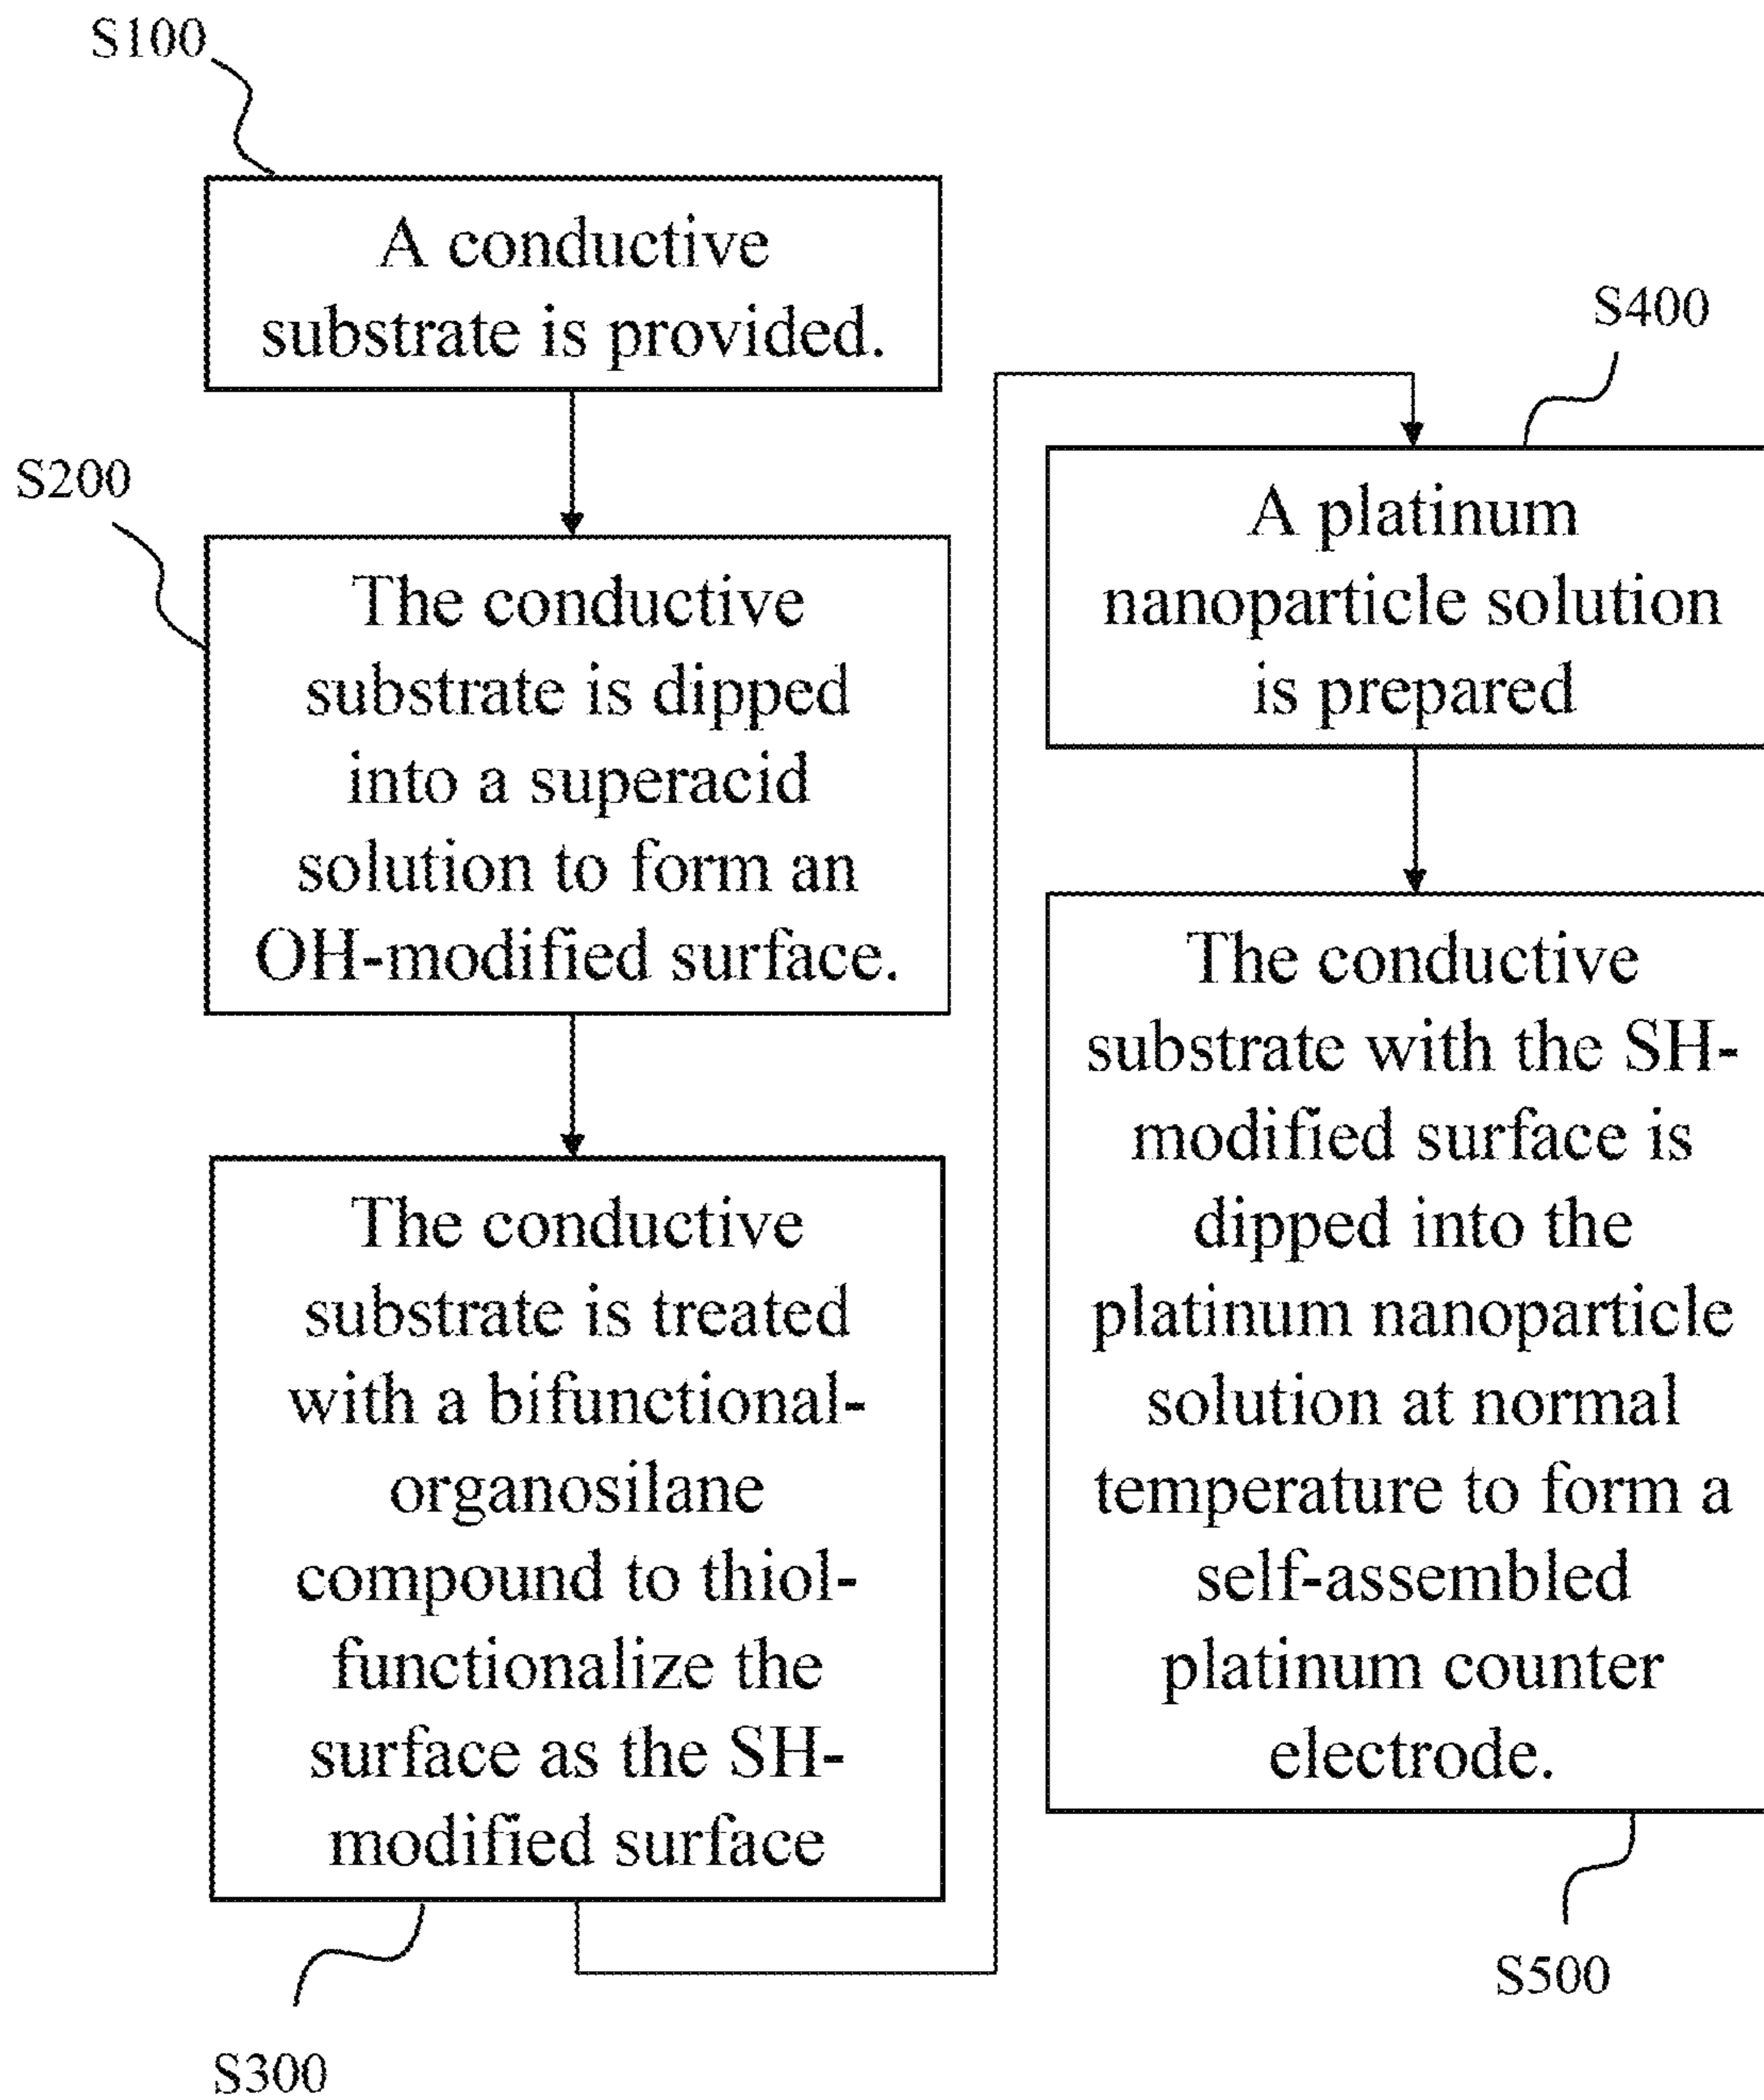 S100
A conductive
substrate is provided.
S200
The conductive
substrate is dipped
into a superacid
solution to form an
OH-modified surface.
The conductive
substrate is treated
with a bifunctional-
organosilane
compound to thiol-
functionalize the
surface as the SH-
modified surface
S300
S400
A platinum
nanoparticle solution
is prepared
The conductive
substrate with the SH-
modified surface is
dipped into the
platinum nanoparticle
solution at normal
temperature to form a
self-assembled
platinum counter
electrode.
S500